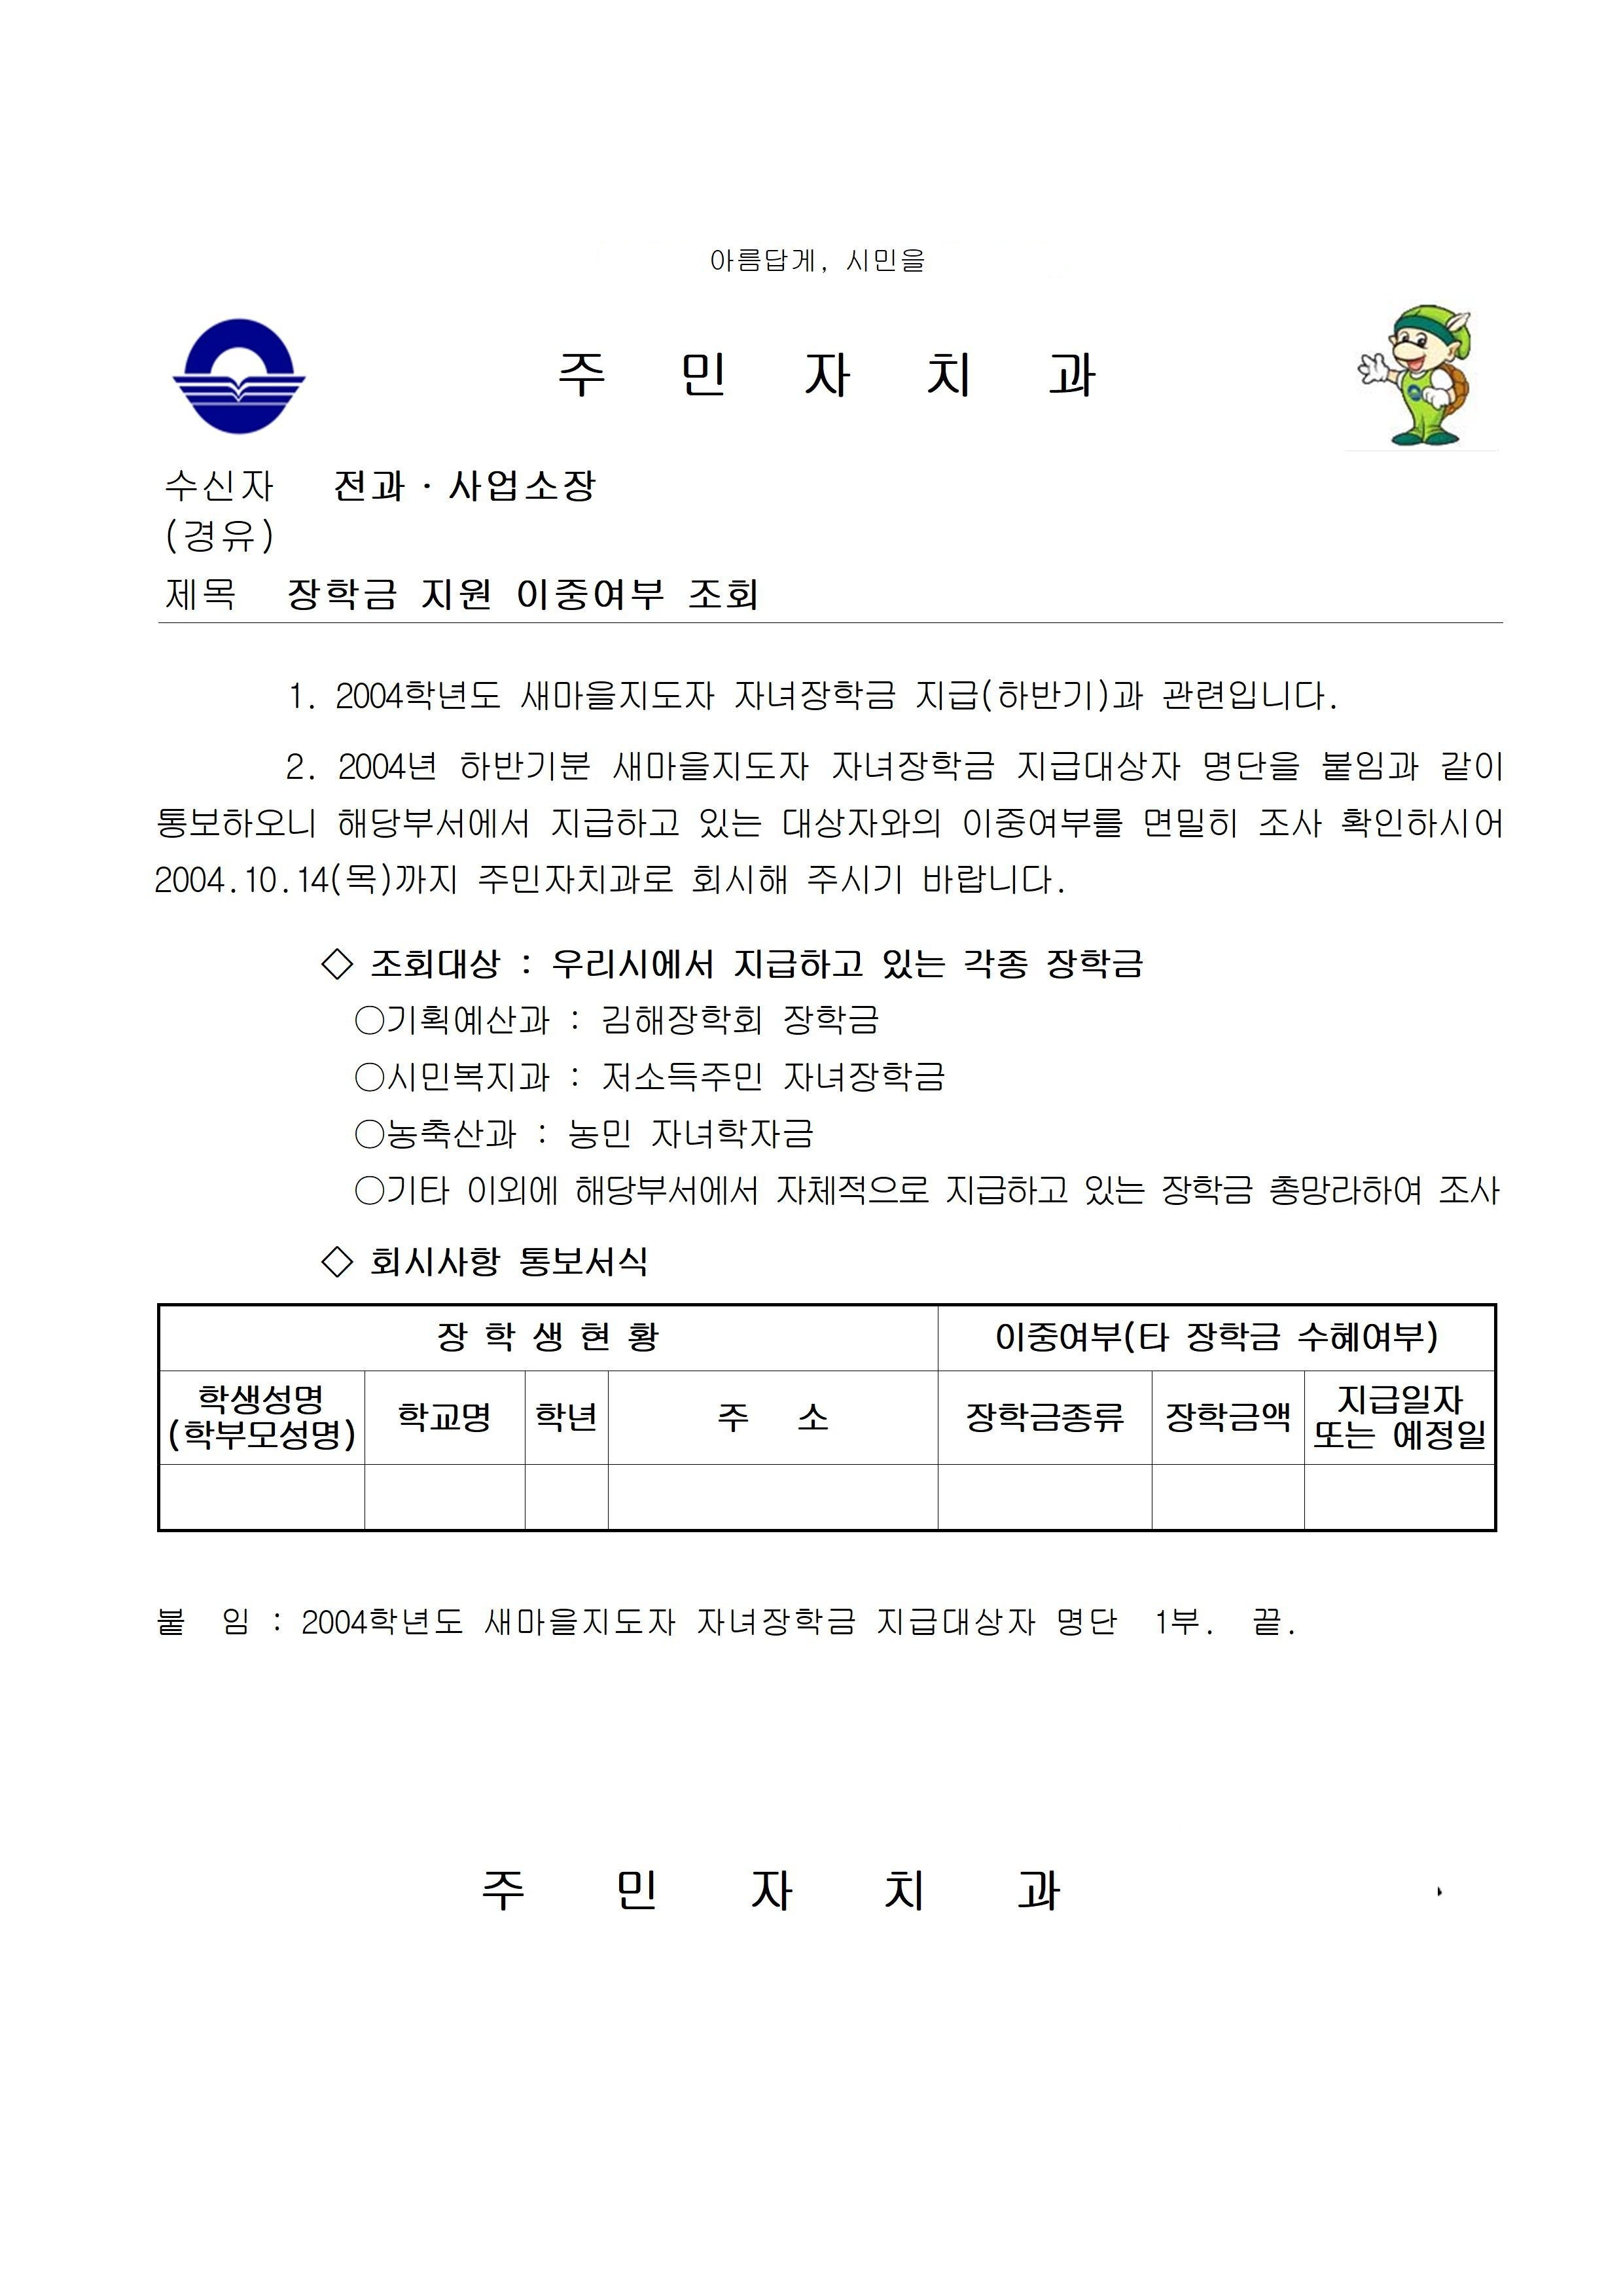 아름답게, 시민을
주 민 자 치 과
수신자 전과·사업소장
(경유)
제목 장학금 지원 이중여부 조회
1. 2004학년도 새마을지도자 자녀장학금 지급(하반기)과 관련입니다.
2. 2004년 하반기분 새마을지도자 자녀장학금 지급대상자 명단을 붙임과 같이
통보하오니 해당부서에서 지급하고 있는 대상자와의 이중여부를 면밀히 조사 확인하시어
2004.10.14(목)까지 주민자치과로 회시해 주시기 바랍니다.
◇ 조회대상 : 우리시에서 지급하고 있는 각종 장학금
○기획예산과 : 김해장학회 장학금
○시민복지과 : 저소득주민 자녀장학금
○농축산과 : 농민 자녀학자금
○기타 이외에 해당부서에서 자체적으로 지급하고 있는 장학금 총망라하여 조사
◇ 회시사항 통보서식
장 학 생 현 황 이중여부(타 장학금 수혜여부)
학생성명
(학부모성명)
학교명
학년
주 소
장학금종류
장학금액
지급일자
또는 예정일
붙 임 : 2004학년도 새마을지도자 자녀장학금 지급대상자 명단 1부. 끝.
주 민 자 치 과